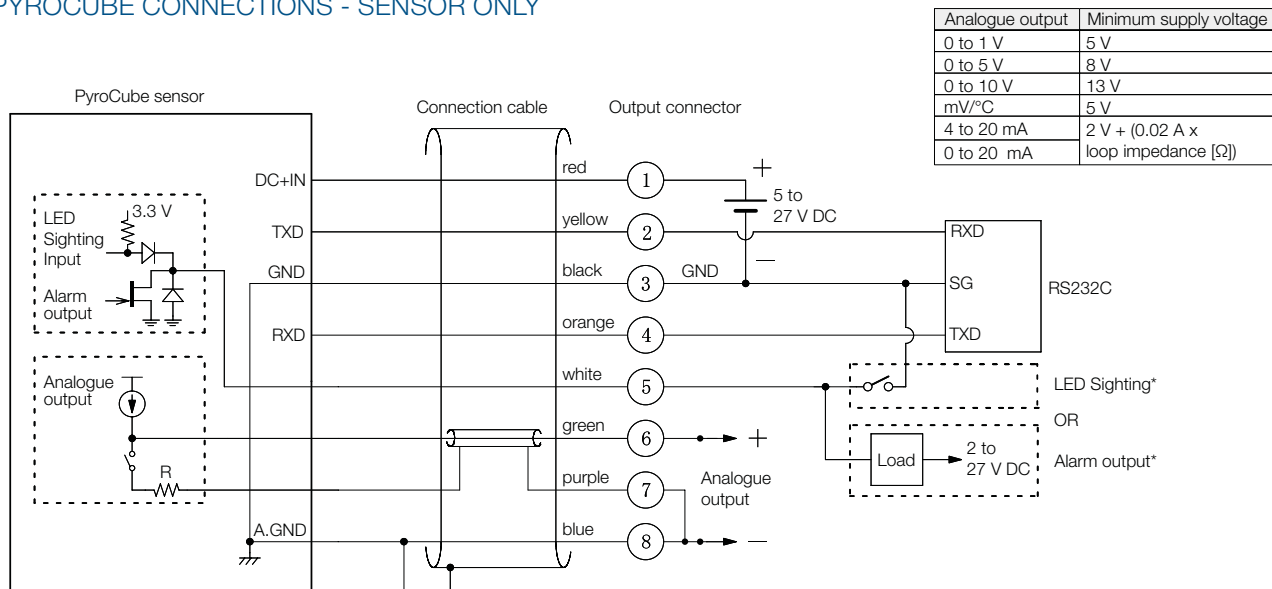 PYROCUBE CONNECTIONS - SENSOR ONLY
Analogue output Minimum supply voltage
0 to 1 V 5 V
0 to 5 V 8 V
0 to 10 V 13 V
mV/°C 5 V
4 to 20 mA 2 V + (0.02 A x
0 to 20 mA loop impedance [Ω])
PyroCube sensor
Connection cable
Output connector
DC+IN
red
1
+
5 to
27 V DC
—
LED
Sighting
Input
3.3 V
Alarm
output
TXD
yellow
2
RXD
GND
black
3
GND
SG
RS232C
RXD
orange
4
TXD
white
5
LED Sighting*
OR
Load
2 to
27 V DC
Alarm output*
Analogue
output
R
green
6
+
purple
7
Analogue
output
A.GND
blue
8
—